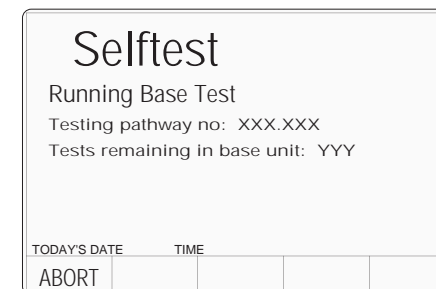 Selftest
Running Base Test
Testing pathway no: XXX.XXX
Tests remaining in base unit: YYY
TODAY'S DATE TIME
ABORT